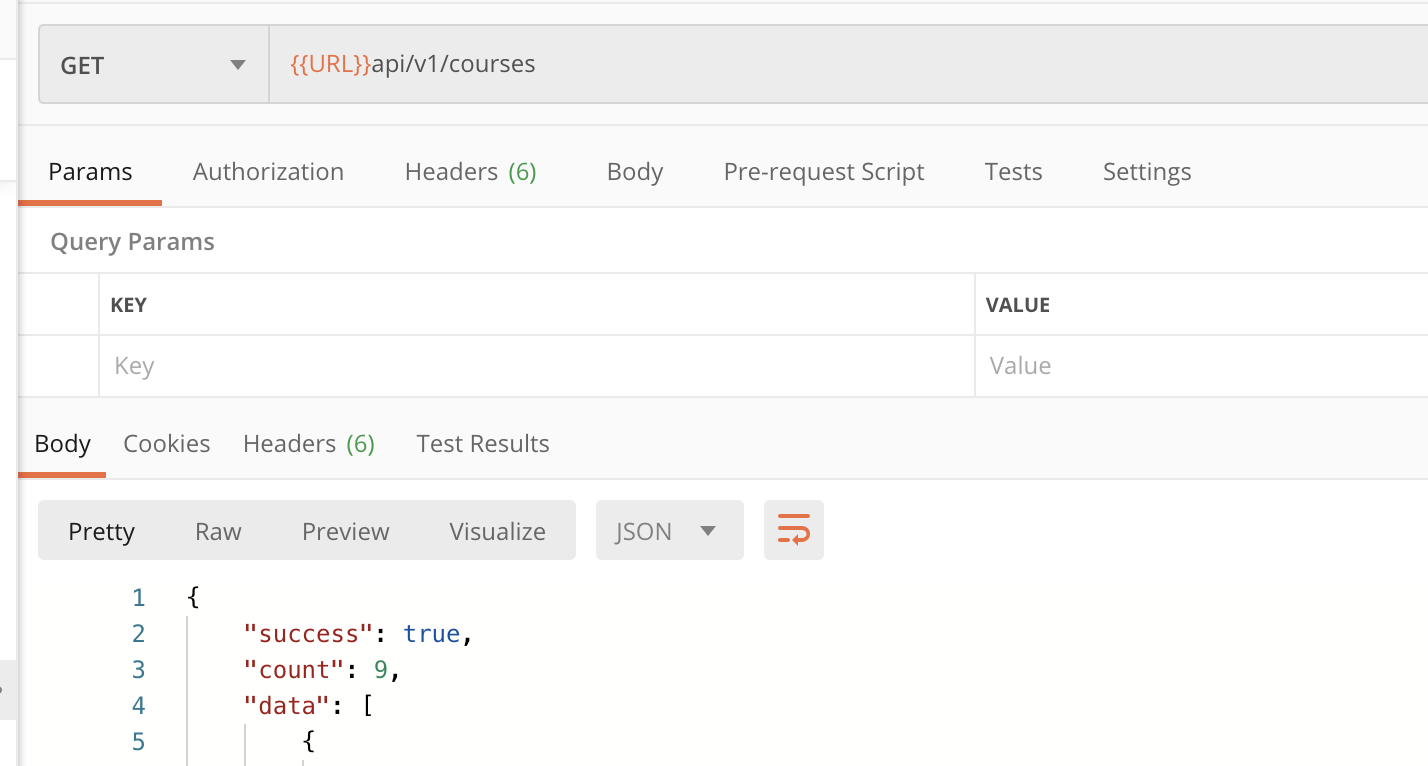 GET {{URL}}api/v1/courses
Params Authorization Headers (6) Body Pre-request Script Tests Settings
Query Params
KEY VALUE
Key Value
Body Cookies Headers (6) Test Results
Pretty Raw Preview Visualize JSON
1 {
2 "success": true,
3 "count": 9,
4 "data": [
5 {